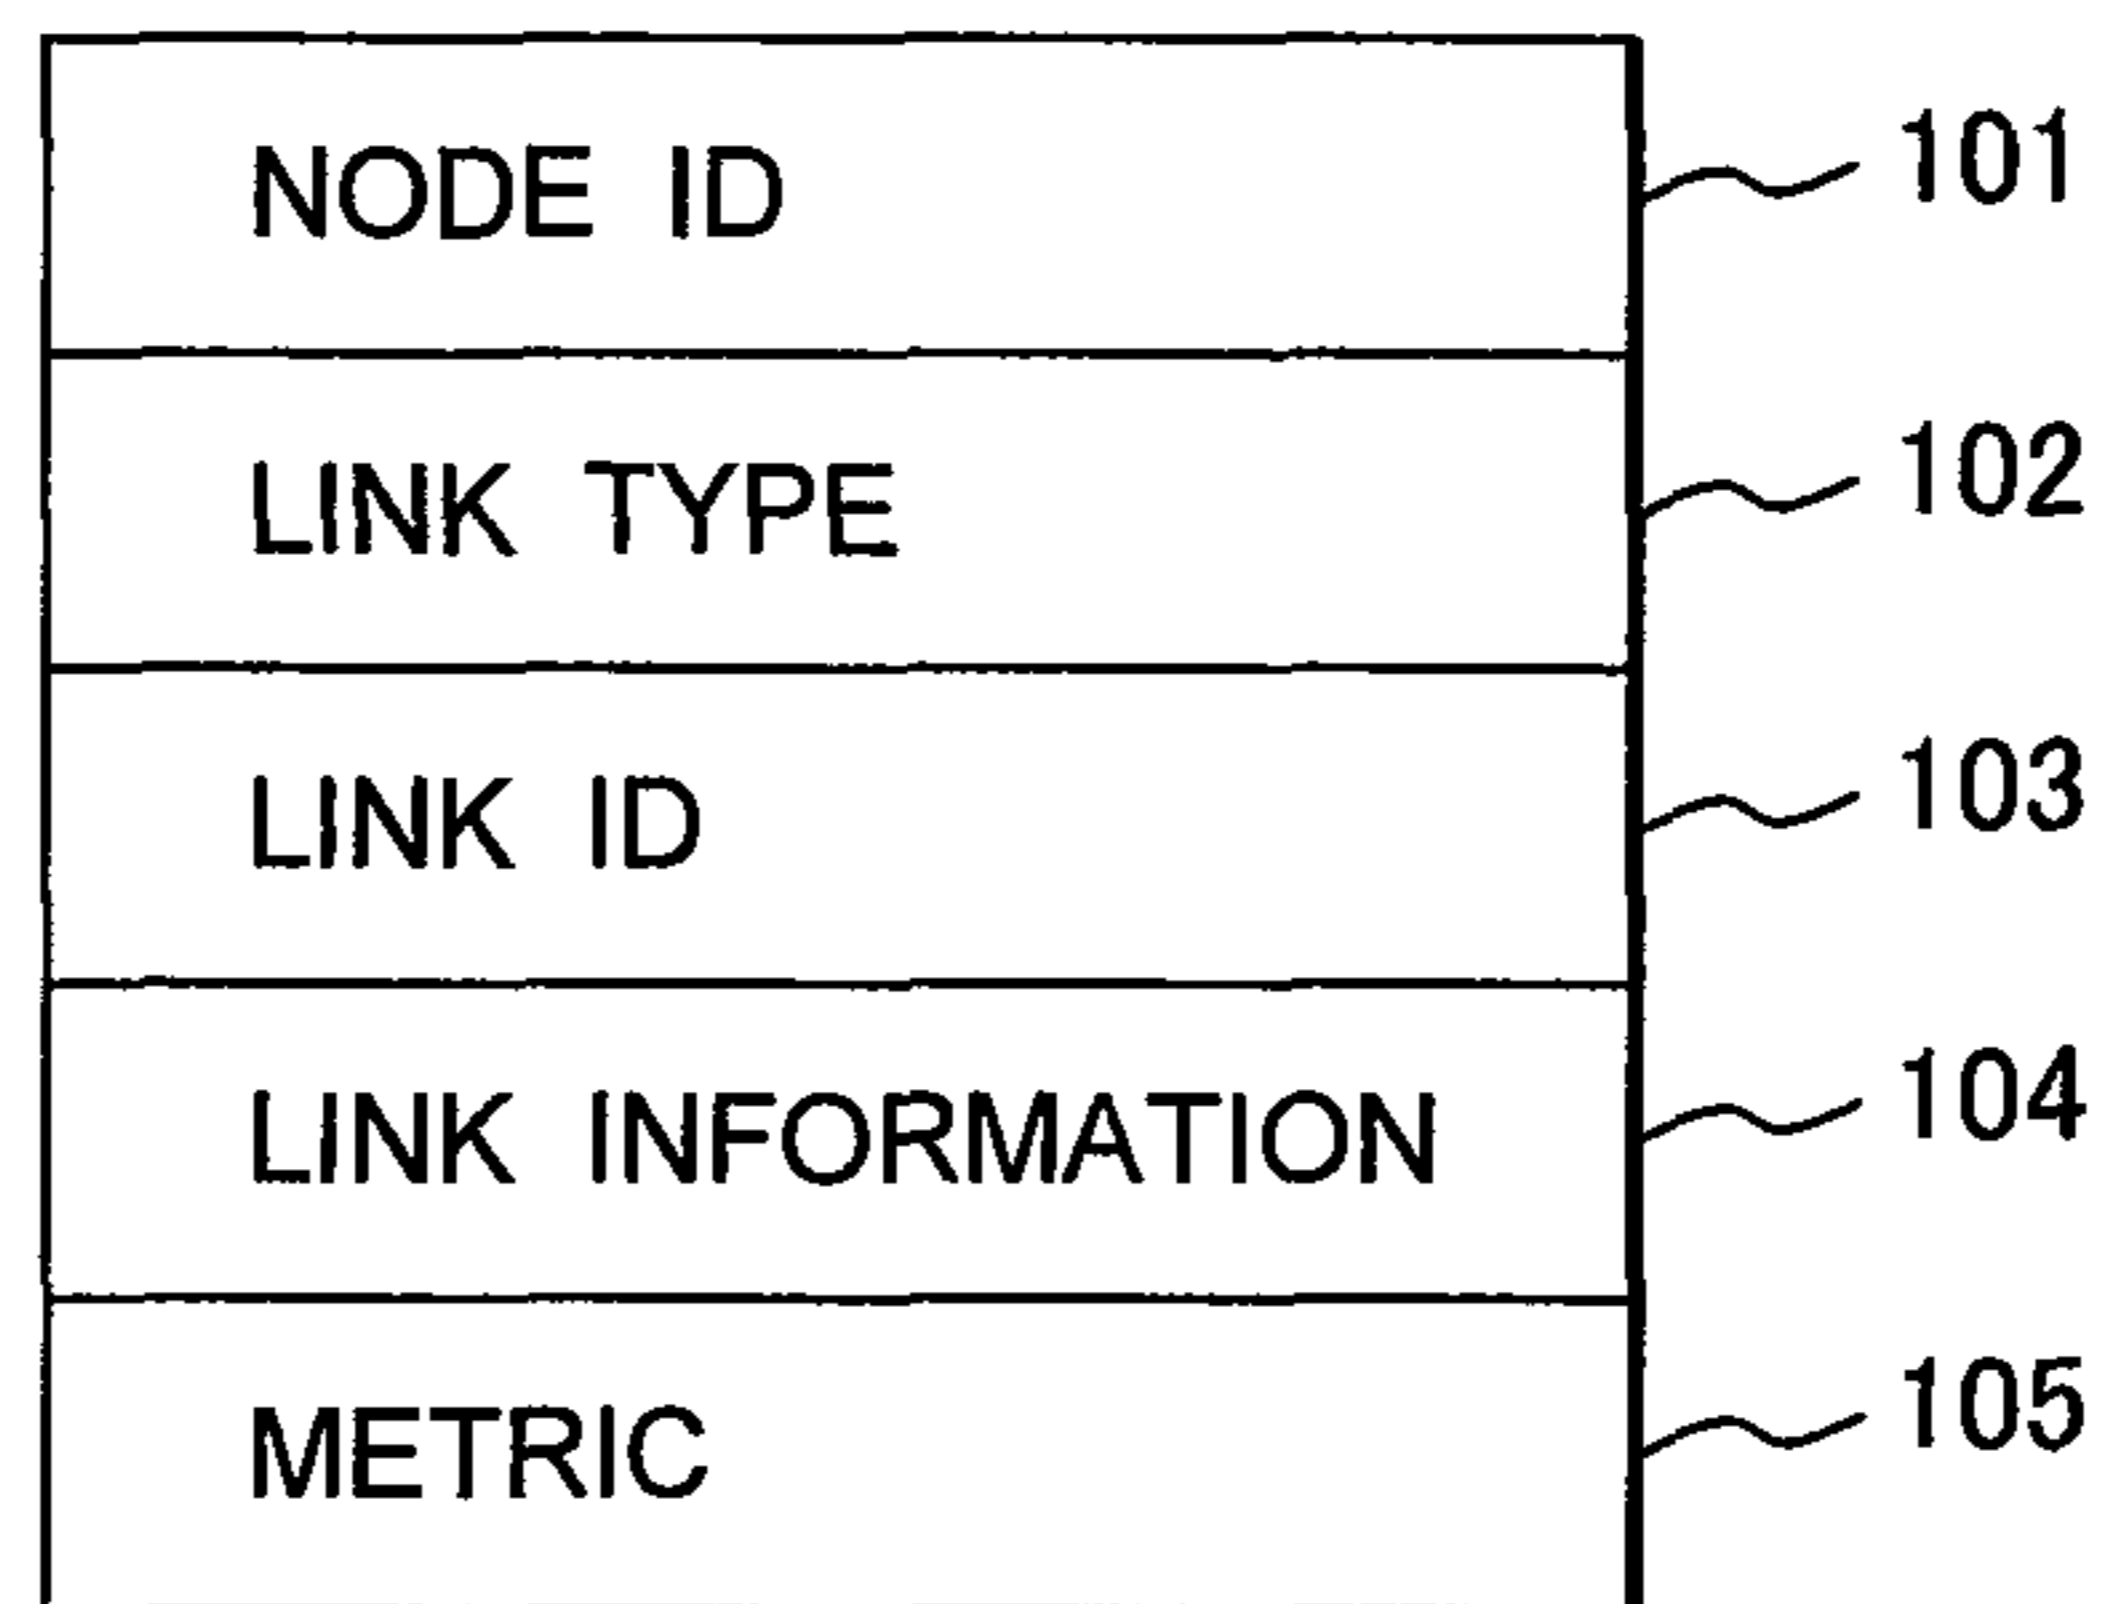 NODE ID 101
LINK TYPE 102
LINK ID 103
LINK INFORMATION 104
METRIC 105